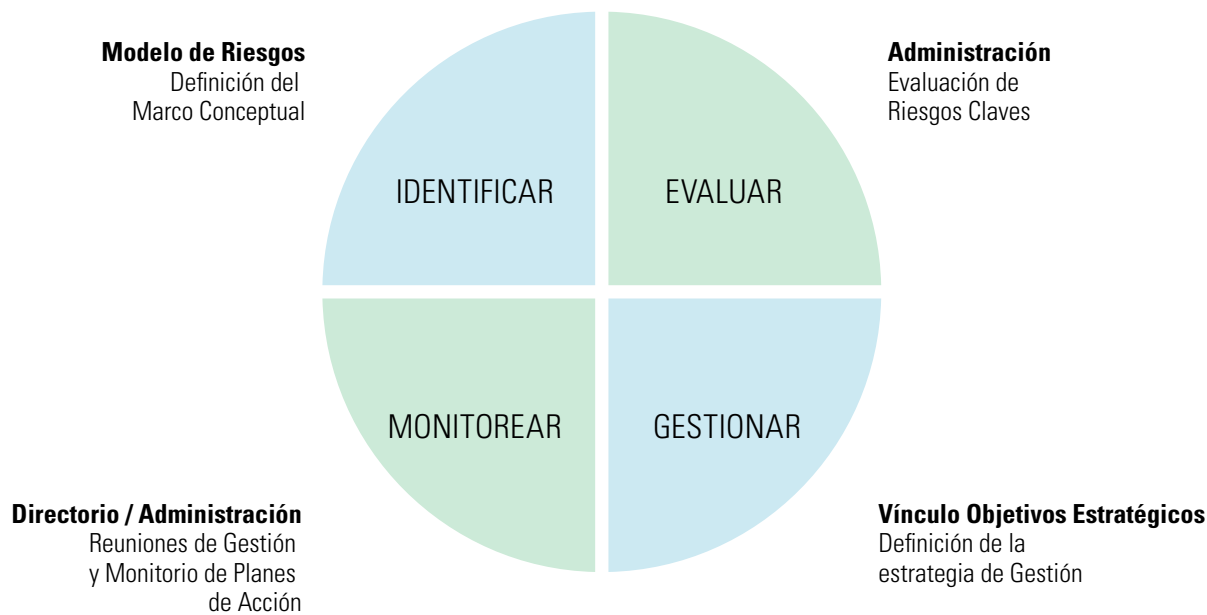 Modelo de Riesgos
Definición del
Marco Conceptual
Administración
Evaluación de
Riesgos Claves
IDENTIFICAR
EVALUAR
MONITOREAR
GESTIONAR
Directorio / Administración
Reuniones de Gestión
y Monitorio de Planes
de Acción
Vínculo Objetivos Estratégicos
Definición de la
estrategia de Gestión